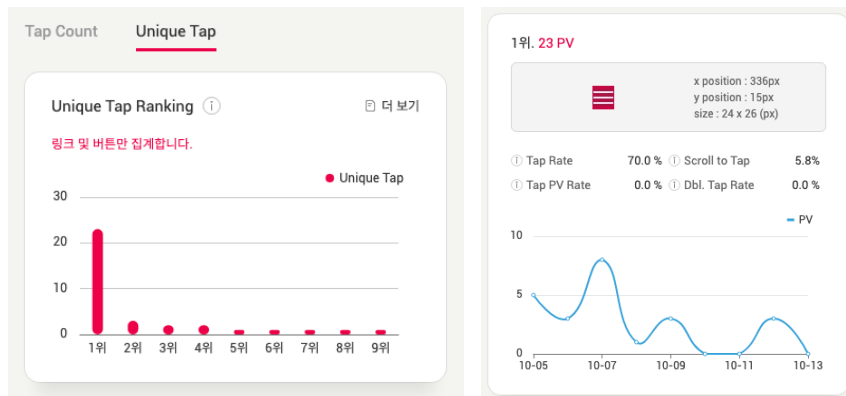 Tap Count
Unique Tap
Unique Tap Ranking
더 보기
링크 및 버튼만 집계합니다.
Unique Tap
30
20
10
0
1위 2위 3위 4위 5위 6위 7위 8위 9위
1위. 23 PV
x position : 336px
y position : 15px
size : 24 x 26 (px)
Tap Rate 70.0 % Scroll to Tap 5.8%
Tap PV Rate 0.0 % Dbl. Tap Rate 0.0 %
PV
10
5
0
10-05 10-07 10-09 10-11 10-13